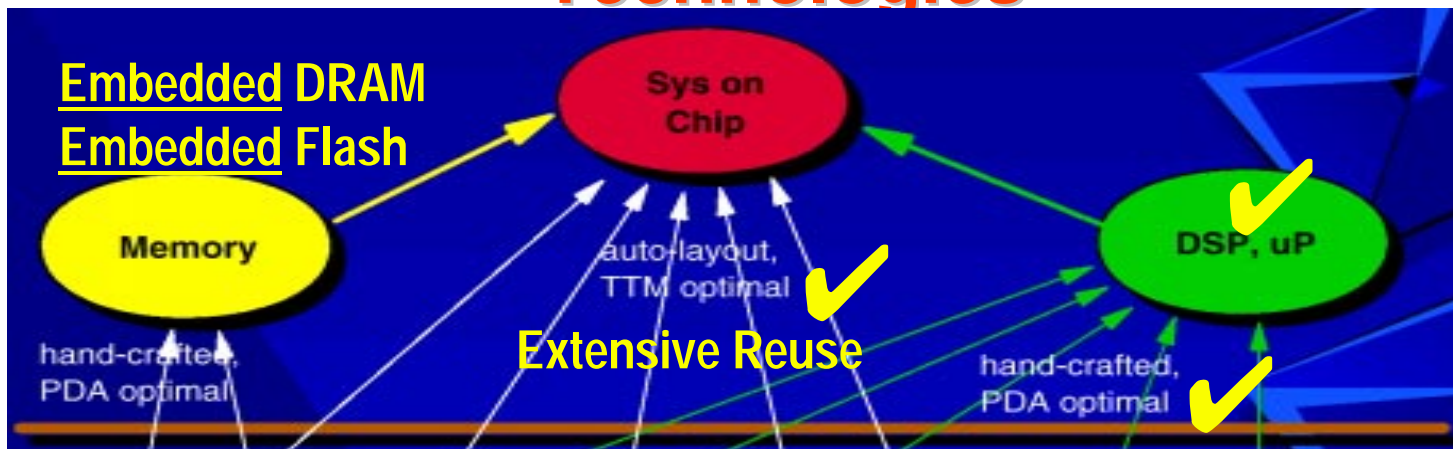 Technologies
Embedded DRAM
Embedded Flash
Sys on
Chip
Memory
DSP, uP
auto-layout,
TTM optimal
Extensive Reuse
hand-crafted,
PDA optimal
hand-crafted,
PDA optimal